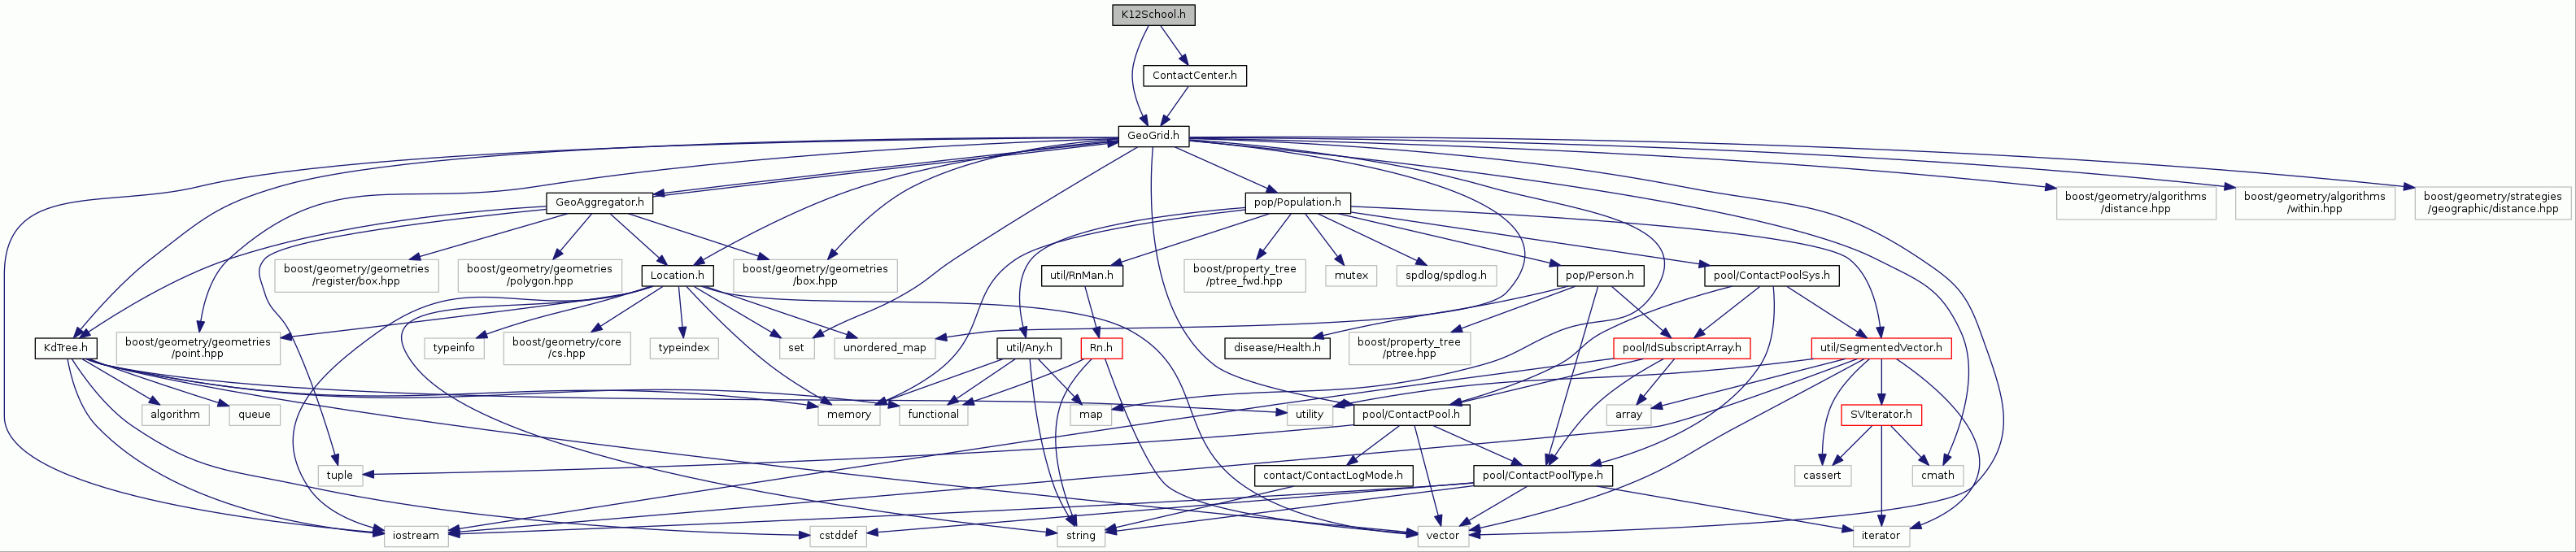 K12School.h
ContactCenter.h
GeoGrid.h
GeoAggregator.h
pop/Population.h
boost/geometry/algorithms
/distance.hpp
boost/geometry/algorithms
/within.hpp
boost/geometry/strategies
/geographic/distance.hpp
boost/geometry/geometries
/register/box.hpp
boost/geometry/geometries
/polygon.hpp
Location.h
boost/geometry/geometries
/box.hpp
util/RnMan.h
boost/property_tree
/ptree_fwd.hpp
mutex
spdlog/spdlog.h
pop/Person.h
pool/ContactPoolSys.h
KdTree.h
boost/geometry/geometries
/point.hpp
typeinfo
boost/geometry/core
/cs.hpp
typeindex
set
unordered_map
util/Any.h
Rn.h
disease/Health.h
boost/property_tree
/ptree.hpp
pool/IdSubscriptArray.h
util/SegmentedVector.h
algorithm
queue
memory
functional
map
utility
pool/ContactPool.h
array
SVIterator.h
tuple
contact/ContactLogMode.h
pool/ContactPoolType.h
cassert
cmath
iostream
cstddef
string
vector
iterator